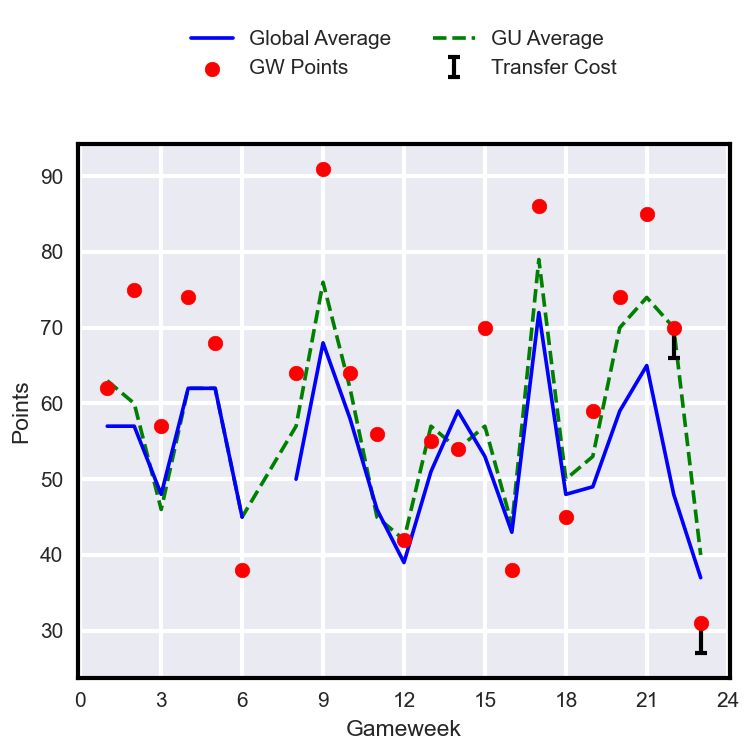 Global Average
GU Average
GW Points
Transfer Cost
90
80
70
60
50
40
30
Points
0 3 6 9 12 15 18 21 24
Gameweek